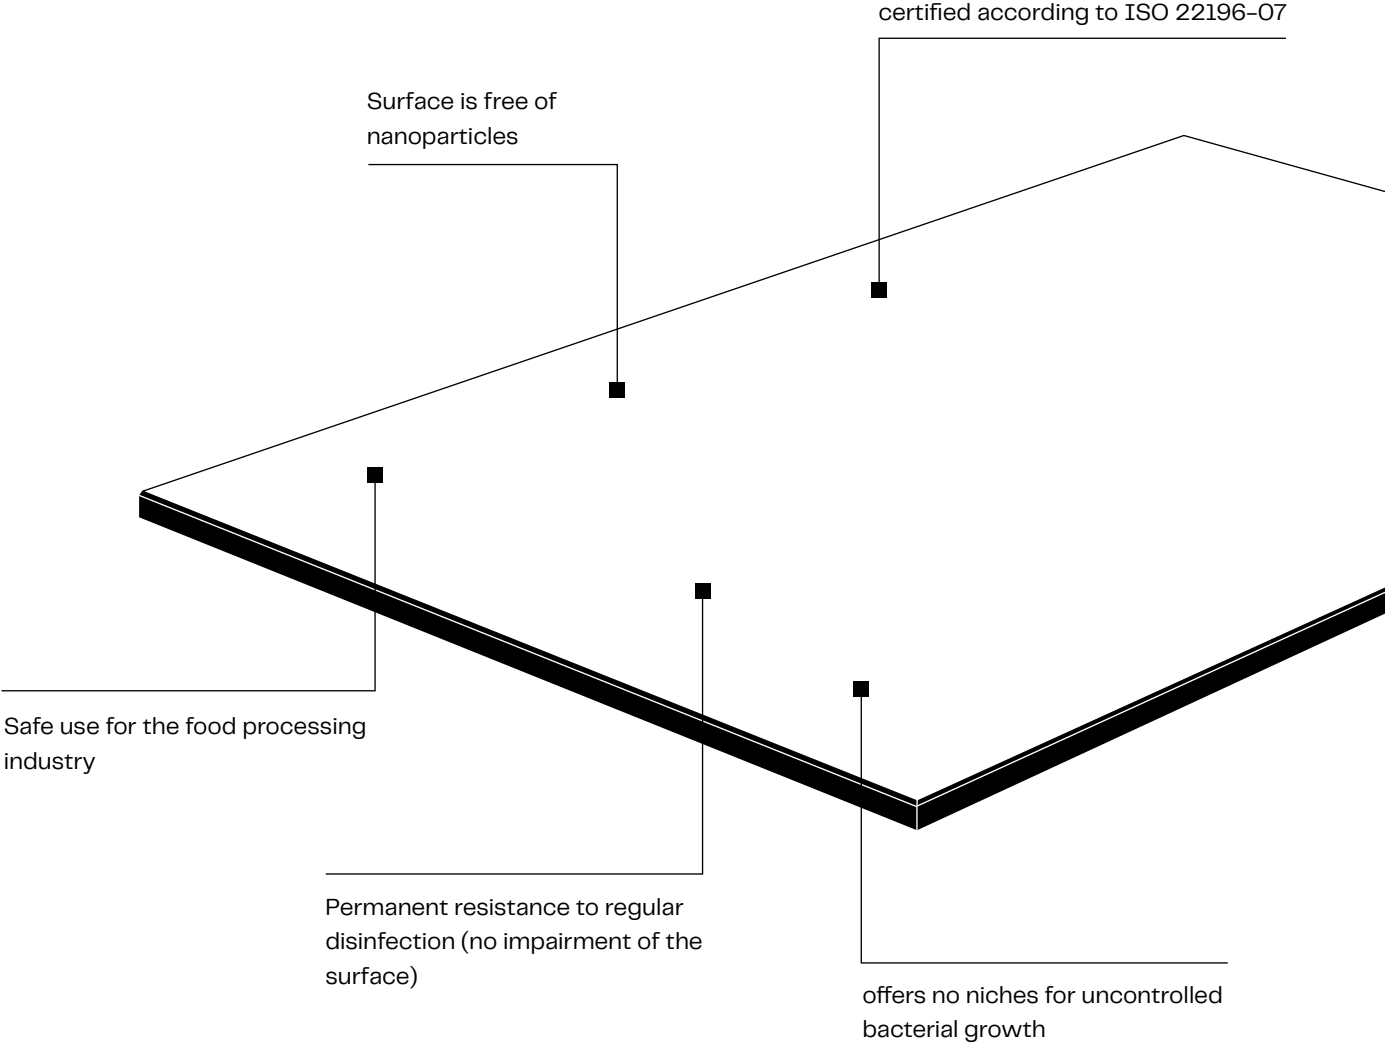 certified according to ISO 22196-07
Surface is free of
nanoparticles
Safe use for the food processing
industry
Permanent resistance to regular
disinfection (no impairment of the
surface)
offers no niches for uncontrolled
bacterial growth